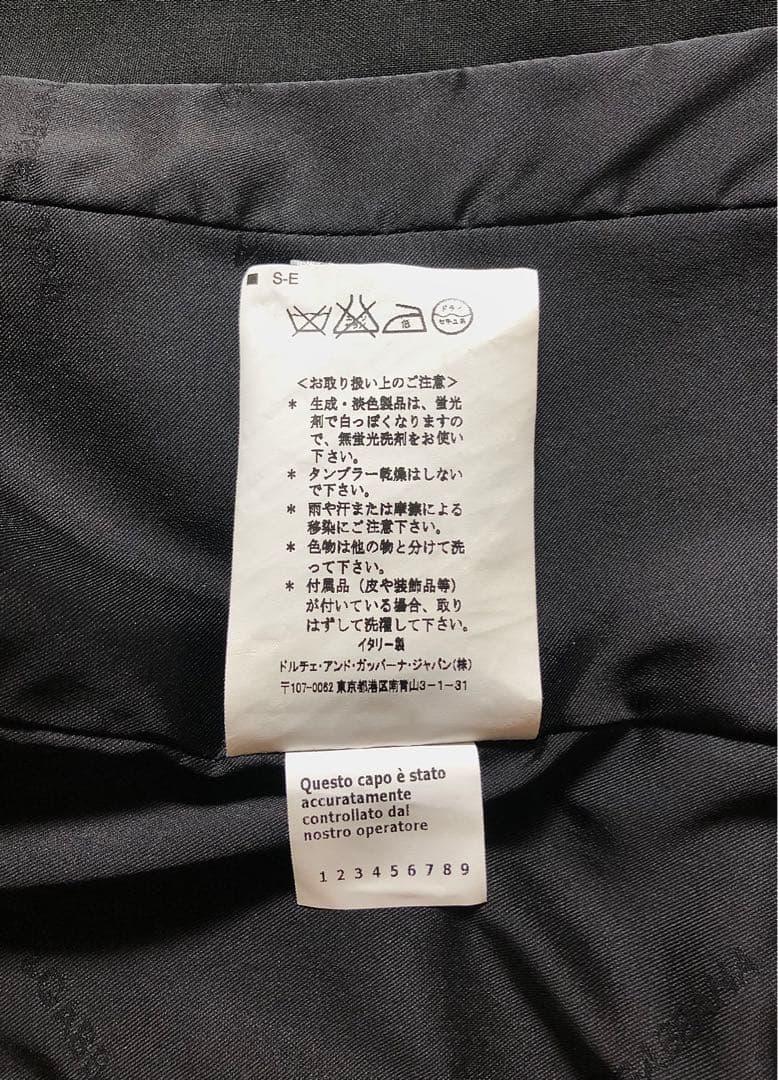 S-E
ドライ
セキユ系
低
＜お取り扱い上のご注意＞
* 生成・淡色製品は、蛍光
剤で白っぽくなりますの
で、無蛍光洗剤をお使い
下さい。
* タンブラー乾燥はしない
で下さい。
* 雨や汗または摩擦による
移染にご注意下さい。
* 色物は他の物と分けて洗
って下さい。
* 付属品（皮や装飾品等）
が付いている場合、取り
はずして洗濯して下さい。
イタリー製
ドルチェ・アンド・ガッバーナ・ジャパン(株)
〒107-0062 東京都港区南青山3-1-31
Questo capo è stato
accuratamente
controllato dal
nostro operatore
1 2 3 4 5 6 7 8 9